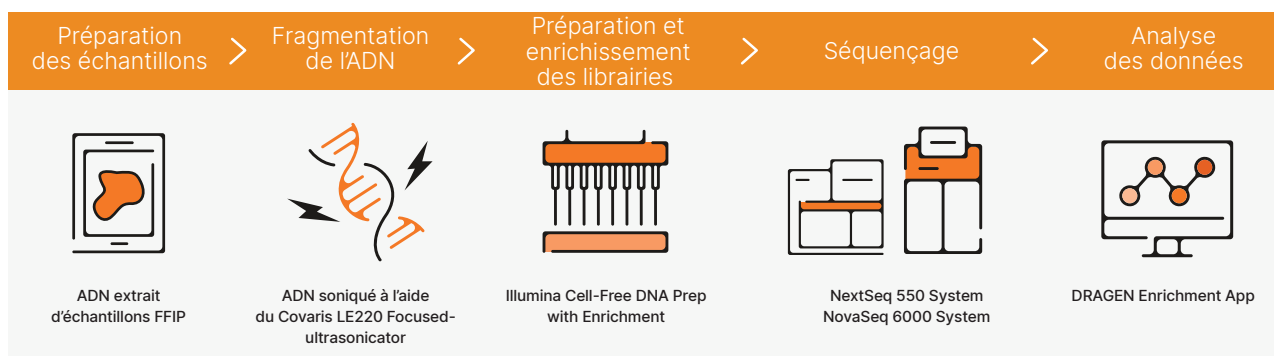 Préparation
des échantillons
Fragmentation
de l'ADN
Préparation et
enrichissement
des librairies
Séquençage
Analyse
des données
ADN extrait
d'échantillons FFIP
ADN soniqué à l'aide
du Covaris LE220 Focused-
ultrasonicator
Illumina Cell-Free DNA Prep
with Enrichment
NextSeq 550 System
NovaSeq 6000 System
DRAGEN Enrichment App